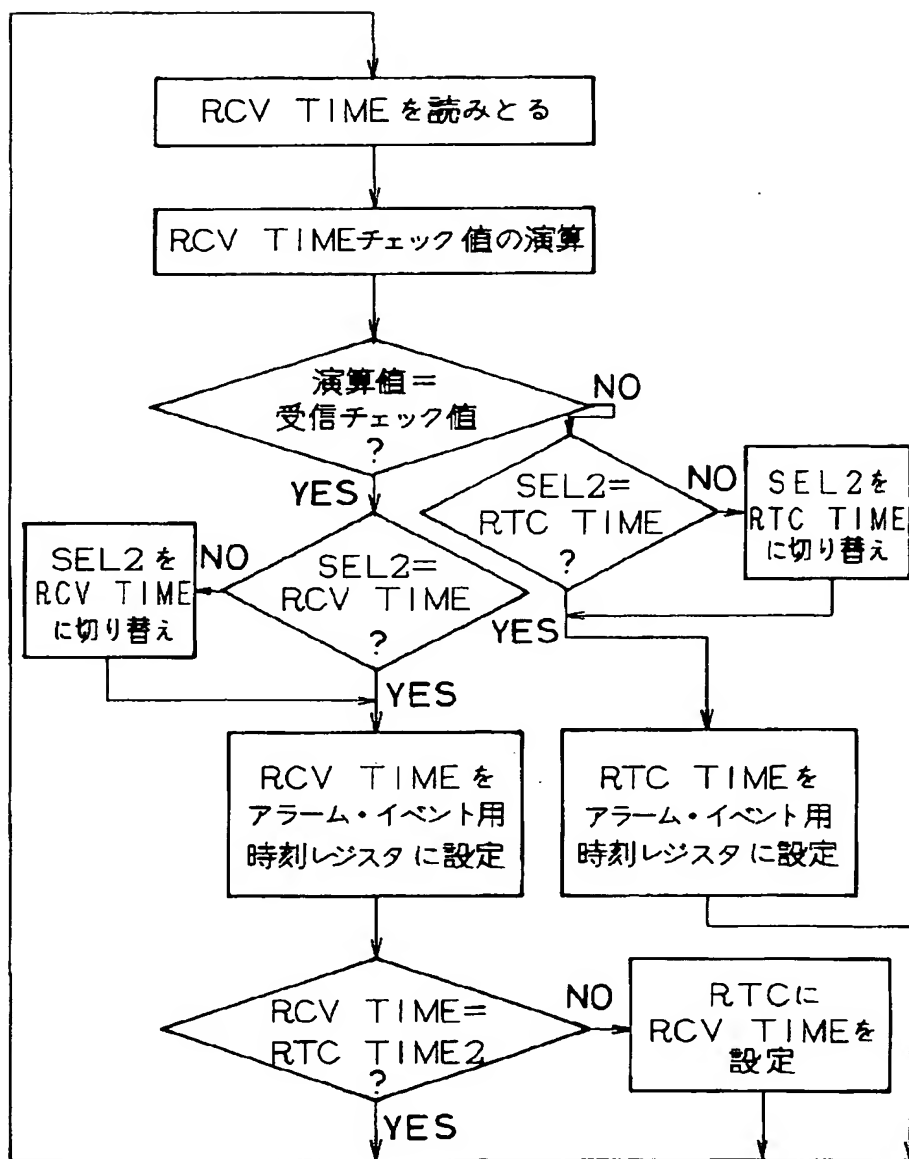 RCV TIMEを読みとる
RCV TIMEチェック値の演算
演算値=
受信チェック値
?
NO
YES
SEL2=
RTC TIME
?
NO
SEL2を
RTC TIME
に切り替え
YES
SEL2=
RCV TIME
?
NO
SEL2を
RCV TIME
に切り替え
YES
RCV TIMEを
アラーム・イベント用
時刻レジスタに設定
RTC TIMEを
アラーム・イベント用
時刻レジスタに設定
RCV TIME=
RTC TIME2
?
NO
RTCに
RCV TIMEを
設定
YES